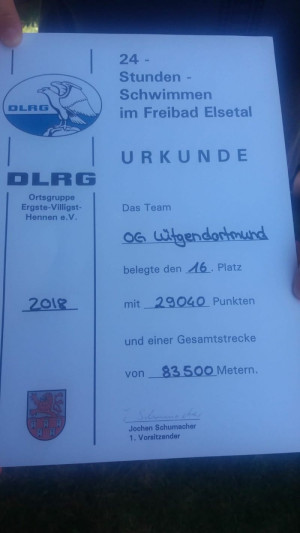 24 -
Stunden -
Schwimmen
im Freibad Elsetal
DLRG
URKUNDE
DLRG
Ortsgruppe
Ergste-Villigst-
Hennen e.V.
Das Team
OG Lütgendortmund
belegte den 16. Platz
2018
mit 29040 Punkten
und einer Gesamtstrecke
von 83500 Metern.
Jochen Schumacher
1. Vorsitzender